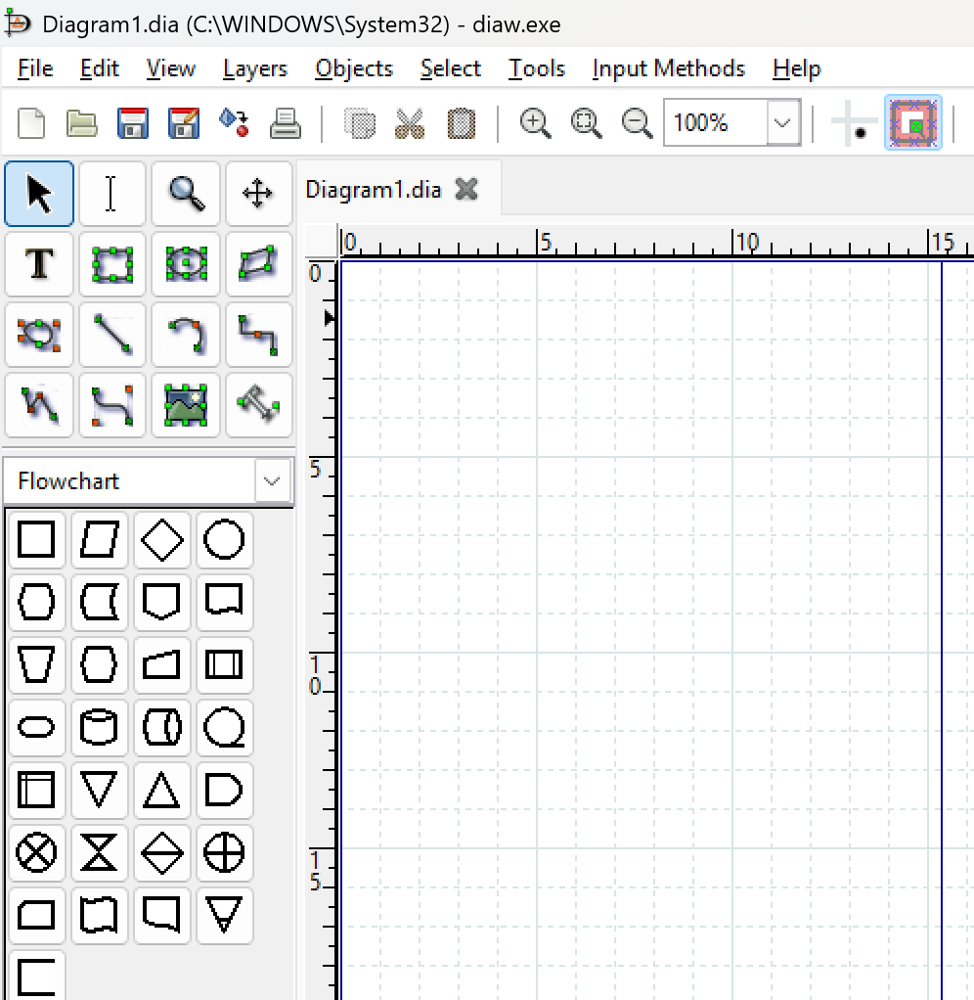 Diagram1.dia (C:\WINDOWS\System32) - diaw.exe
File Edit View Layers Objects Select Tools Input Methods Help
100%
Diagram1.dia
0 5 10 15
T
0
5
Flowchart
1
0
1
5